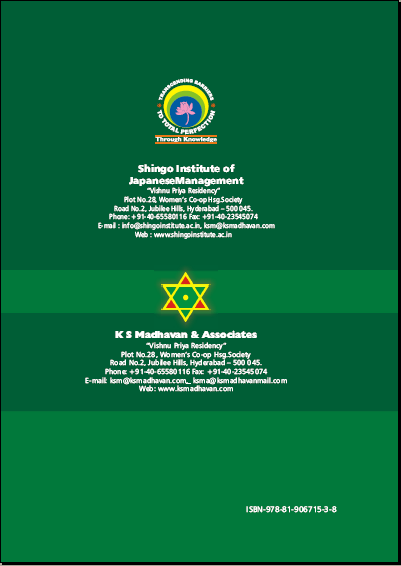 TRANSCENDING BARRIERS
TO TOTAL PERFECTION
Through Knowledge
Shingo Institute of
JapaneseManagement
“Vishnu Priya Residency”
Plot No.28, Women's Co-op Hsg.Society
Road No.2, Jubilee Hills, Hyderabad – 500 045.
Phone: +91-40-65580116 Fax: +91-40-23545074
E-mail : info@shingoinstitute.ac.in, ksm@ksmadhavan.com
Web : www.shingoinstitute.ac.in
K S Madhavan & Associates
“Vishnu Priya Residency”
Plot No.28, Women's Co-op Hsg.Society
Road No.2, Jubilee Hills, Hyderabad – 500 045.
Phone: +91-40-65580116 Fax: +91-40-23545074
E-mail: ksm@ksmadhavan.com,_ ksma@ksmadhavanmail.com
Web: www.ksmadhavan.com
ISBN-978-81-906715-3-8